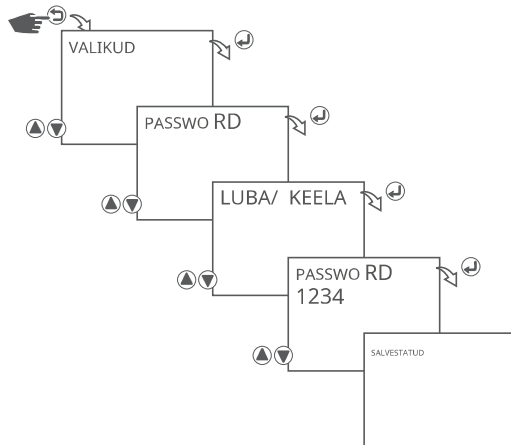 VALIKUD
PASSWO RD
LUBA/ KEELA
PASSWO RD
1234
SALVESTATUD